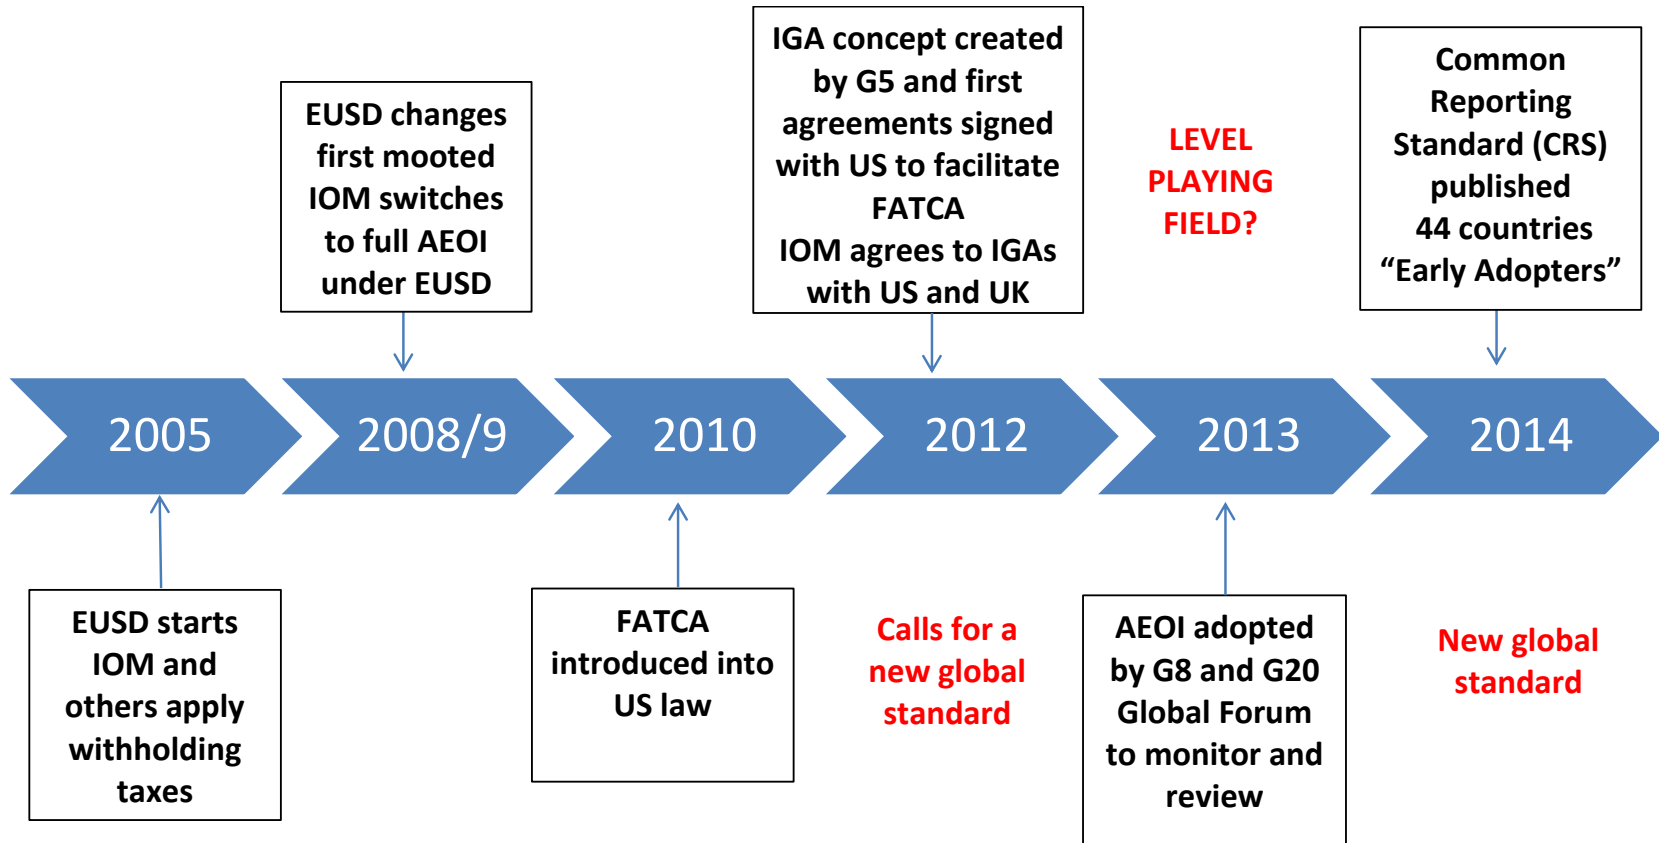 IGA concept created
by G5 and first
agreements signed
with US to facilitate
FATCA
IOM agrees to IGAs
with US and UK
Common
Reporting
Standard (CRS)
published
44 countries
“Early Adopters”
EUSD changes
first mooted
IOM switches
to full AEOI
under EUSD
LEVEL
PLAYING
FIELD?
2005
2008/9
2010
2012
2013
2014
EUSD starts
IOM and
others apply
withholding
taxes
FATCA
introduced into
US law
Calls for a
new global
standard
AEOI adopted
by G8 and G20
Global Forum
to monitor and
review
New global
standard